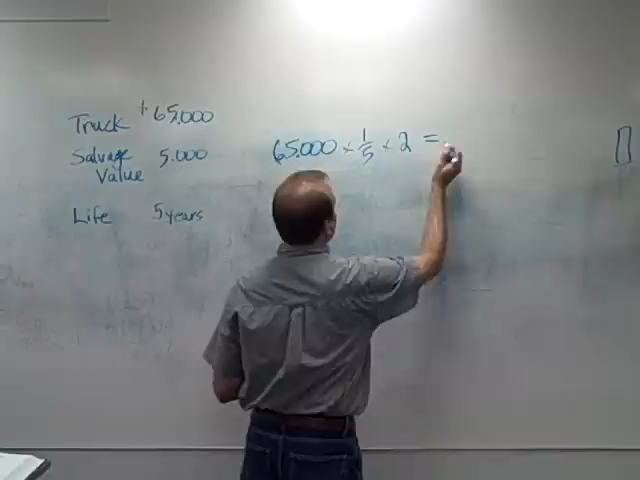 Truck +65,000
65,000 × 1/5 × 2 =
Salvage 5,000
Value
Life 5 years